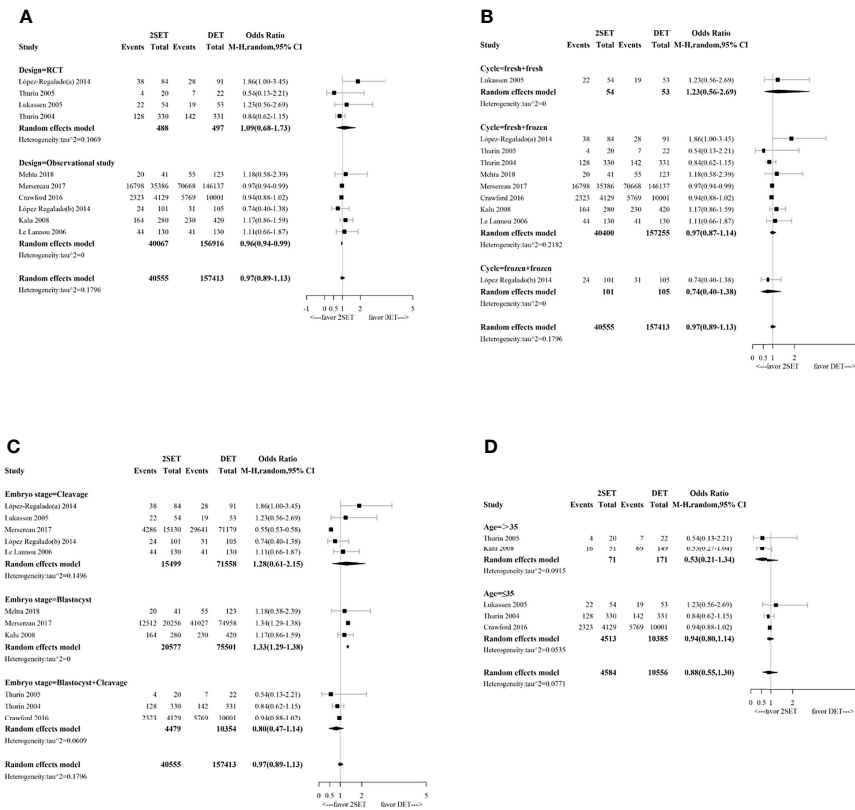 A
2SET DET Odds Ratio
Study Events Total Events Total M-H,random,95% CI
Design=RCT
López-Regalado(a) 2014 38 84 28 91 1.86(1.00-3.45)
Thurin 2005 4 20 7 22 0.54(0.13-2.21)
Lukassen 2005 22 54 19 53 1.23(0.56-2.69)
Thurin 2004 128 330 142 331 0.84(0.62-1.15)
Random effects model 488 497 1.09(0.68-1.73)
Heterogeneity:tau^2=0.1069
Design=Observational study
Mehta 2018 20 41 55 123 1.18(0.58-2.39)
Mersereau 2017 16798 35386 70668 146137 0.97(0.94-0.99)
Crawford 2016 2323 4129 5769 10001 0.94(0.88-1.02)
López Regalado(b) 2014 24 101 31 105 0.74(0.40-1.38)
Kalu 2008 164 280 230 420 1.17(0.86-1.59)
Le Lannou 2006 44 130 41 130 1.11(0.66-1.87)
Random effects model 40067 156916 0.96(0.94-0.99)
Heterogeneity:tau^2=0
Random effects model 40555 157413 0.97(0.89-1.13)
Heterogeneity:tau^2=0.1796
-1 0 0.5 1 2 5
<---favor 2SET favor DET--->
B
2SET DET Odds Ratio
Study Events Total Events Total M-H,random,95% CI
Cycle=fresh+fresh
Lukassen 2005 22 54 19 53 1.23(0.56-2.69)
Random effects model 54 53 1.23(0.56-2.69)
Heterogeneity:tau^2=0
Cycle=fresh+frozen
López-Regalado(a) 2014 38 84 28 91 1.86(1.00-3.45)
Thurin 2005 4 20 7 22 0.54(0.13-2.21)
Thurin 2004 128 330 142 331 0.84(0.62-1.15)
Mehta 2018 20 41 55 123 1.18(0.58-2.39)
Mersereau 2017 16798 35386 70668 146137 0.97(0.94-0.99)
Crawford 2016 2323 4129 5769 10001 0.94(0.88-1.02)
Kalu 2008 164 280 230 420 1.17(0.86-1.59)
Le Lannou 2006 44 130 41 130 1.11(0.66-1.87)
Random effects model 40400 157255 0.97(0.87-1.14)
Heterogeneity:tau^2=0.2182
Cycle=frozen+frozen
López Regalado(b) 2014 24 101 31 105 0.74(0.40-1.38)
Random effects model 101 105 0.74(0.40-1.38)
Heterogeneity:tau^2=0
Random effects model 40555 157413 0.97(0.89-1.13)
Heterogeneity:tau^2=0.1796
0 0.5 1 2 5
<---favor 2SET favor DET--->
C
2SET DET Odds Ratio
Study Events Total Events Total M-H,random,95% CI
Embryo stage=Cleavage
López-Regalado(a) 2014 38 84 28 91 1.86(1.00-3.45)
Lukassen 2005 22 54 19 53 1.23(0.56-2.69)
Mersereau 2017 4286 15130 29641 71179 0.55(0.53-0.58)
López Regalado(b) 2014 24 101 31 105 0.74(0.40-1.38)
Le Lannou 2006 44 130 41 130 1.11(0.66-1.87)
Random effects model 15499 71558 1.28(0.61-2.15)
Heterogeneity:tau^2=0.1496
Embryo stage=Blastocyst
Mehta 2018 20 41 55 123 1.18(0.58-2.39)
Mersereau 2017 12512 20256 41027 74958 1.34(1.29-1.38)
Kalu 2008 164 280 230 420 1.17(0.86-1.59)
Random effects model 20577 75501 1.33(1.29-1.38)
Heterogeneity:tau^2=0
Embryo stage=Blastocyst+Cleavage
Thurin 2005 4 20 7 22 0.54(0.13-2.21)
Thurin 2004 128 330 142 331 0.84(0.62-1.15)
Crawford 2016 2323 4129 5769 10001 0.94(0.88-1.02)
Random effects model 4479 10354 0.80(0.47-1.14)
Heterogeneity:tau^2=0.0609
Random effects model 40555 157413 0.97(0.89-1.13)
Heterogeneity:tau^2=0.1796
0 0.5 1 2 5
<---favor 2SET favor DET--->
D
2SET DET Odds Ratio
Study Events Total Events Total M-H,random,95% CI
Age=>35
Thurin 2005 4 20 7 22 0.54(0.13-2.21)
Kalu 2008 16 51 69 149 0.53(0.27-1.04)
Random effects model 71 171 0.53(0.21-1.34)
Heterogeneity:tau^2=0.0915
Age=≤35
Lukassen 2005 22 54 19 53 1.23(0.56-2.69)
Thurin 2004 128 330 142 331 0.84(0.62-1.15)
Crawford 2016 2323 4129 5769 10001 0.94(0.88-1.02)
Random effects model 4513 10385 0.94(0.80,1.14)
Heterogeneity:tau^2=0.0535
Random effects model 4584 10556 0.88(0.55,1.30)
Heterogeneity:tau^2=0.0771
0 0.5 1 2 5
<---favor 2SET favor DET--->